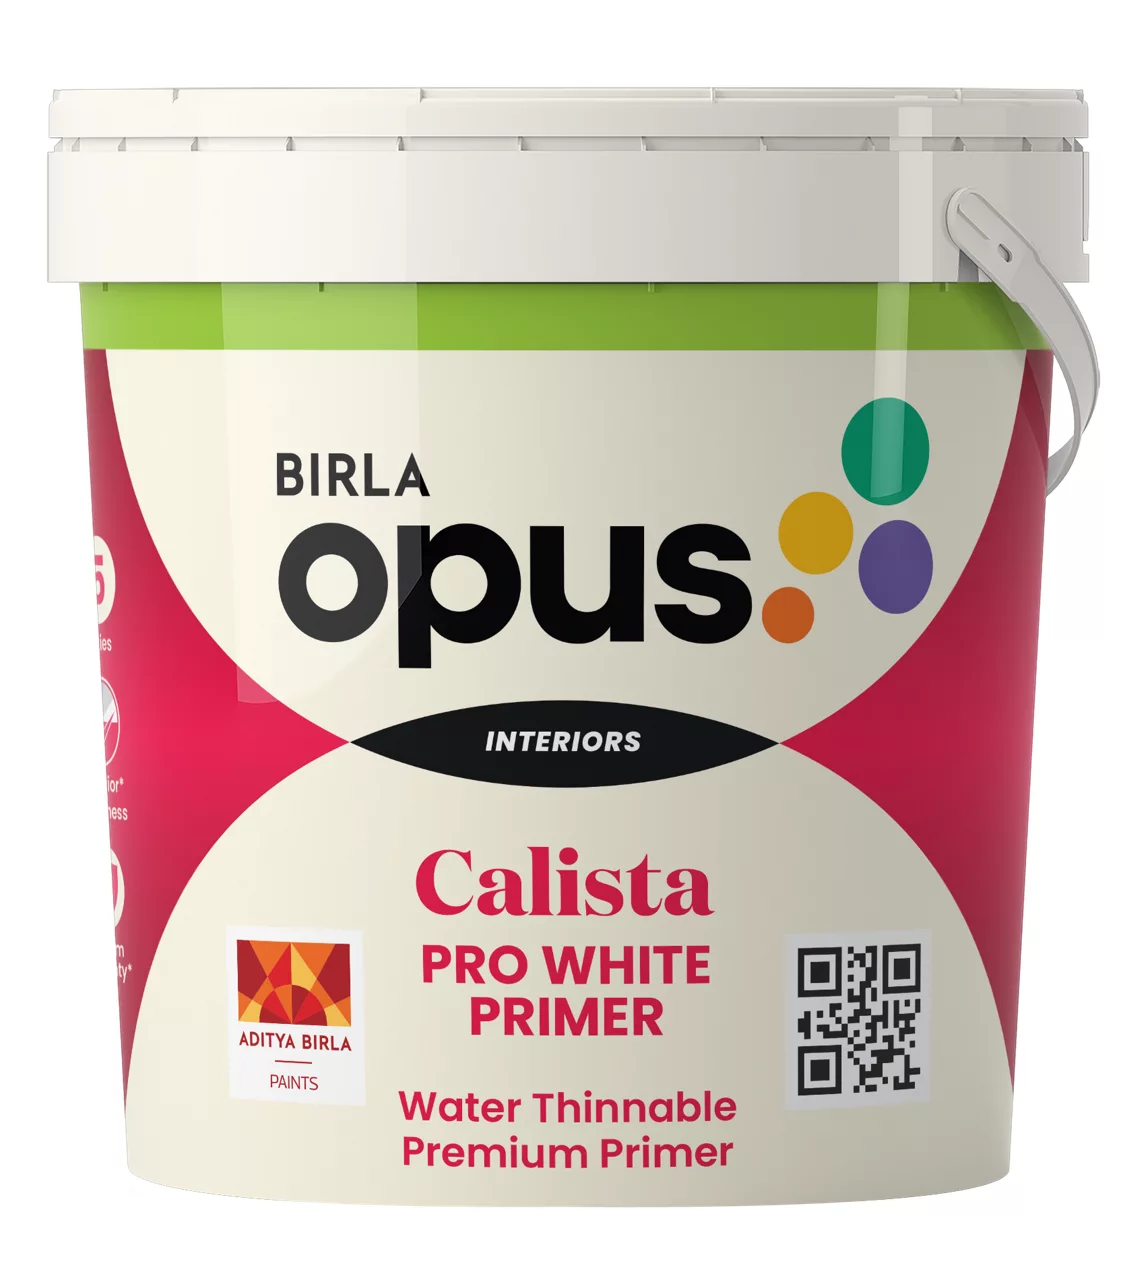 BIRLA
opus.
INTERIORS
Calista
PRO WHITE
PRIMER
ADITYA BIRLA
PAINTS
Water Thinnable
Premium Primer